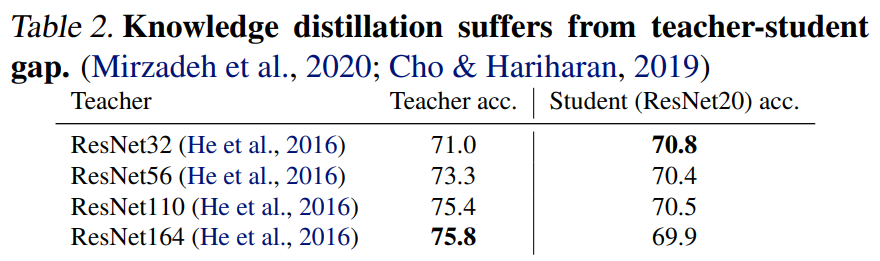 Table 2. Knowledge distillation suffers from teacher-student
gap. (Mirzadeh et al., 2020; Cho & Hariharan, 2019)
Teacher Teacher acc. Student (ResNet20) acc.
ResNet32 (He et al., 2016) 71.0 70.8
ResNet56 (He et al., 2016) 73.3 70.4
ResNet110 (He et al., 2016) 75.4 70.5
ResNet164 (He et al., 2016) 75.8 69.9